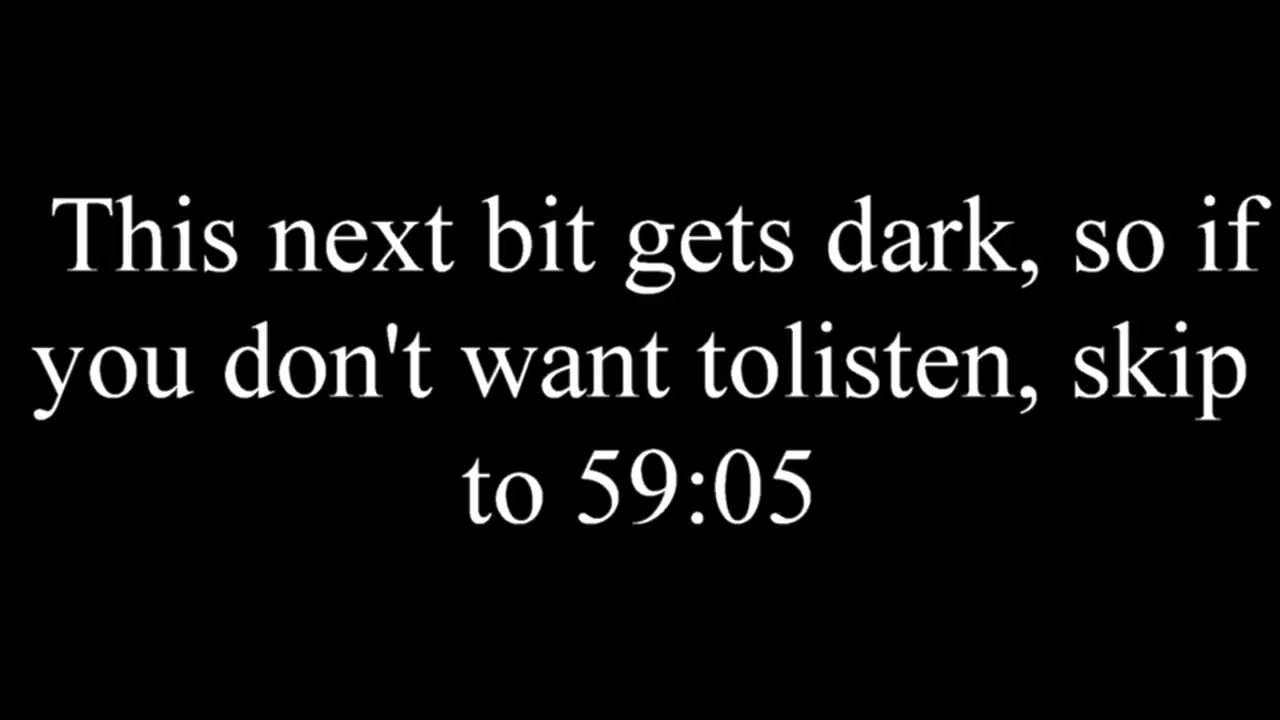 This next bit gets dark, so if
you don't want tolisten, skip
to 59:05